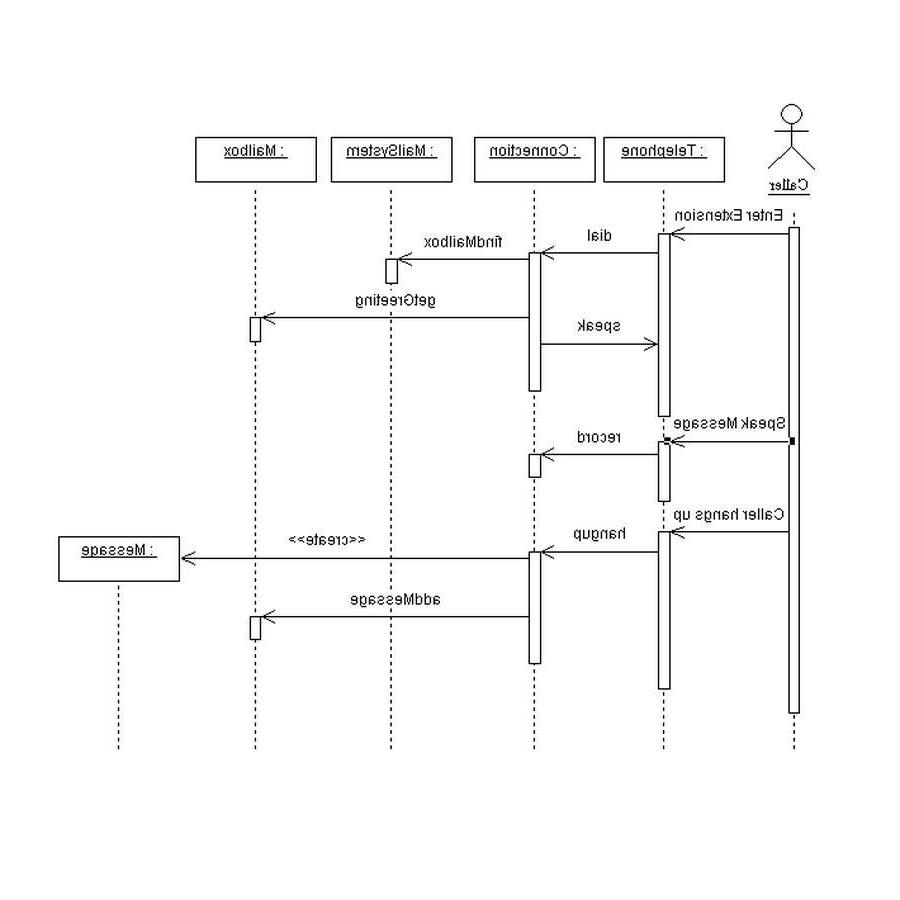 Caller
: Telephone
: Connection
: MailSystem
: Mailbox
Enter Extension
dial
findMailbox
getGreeting
speak
Speak Message
record
Caller hangs up
hangup
<<create>>
: Message
addMessage